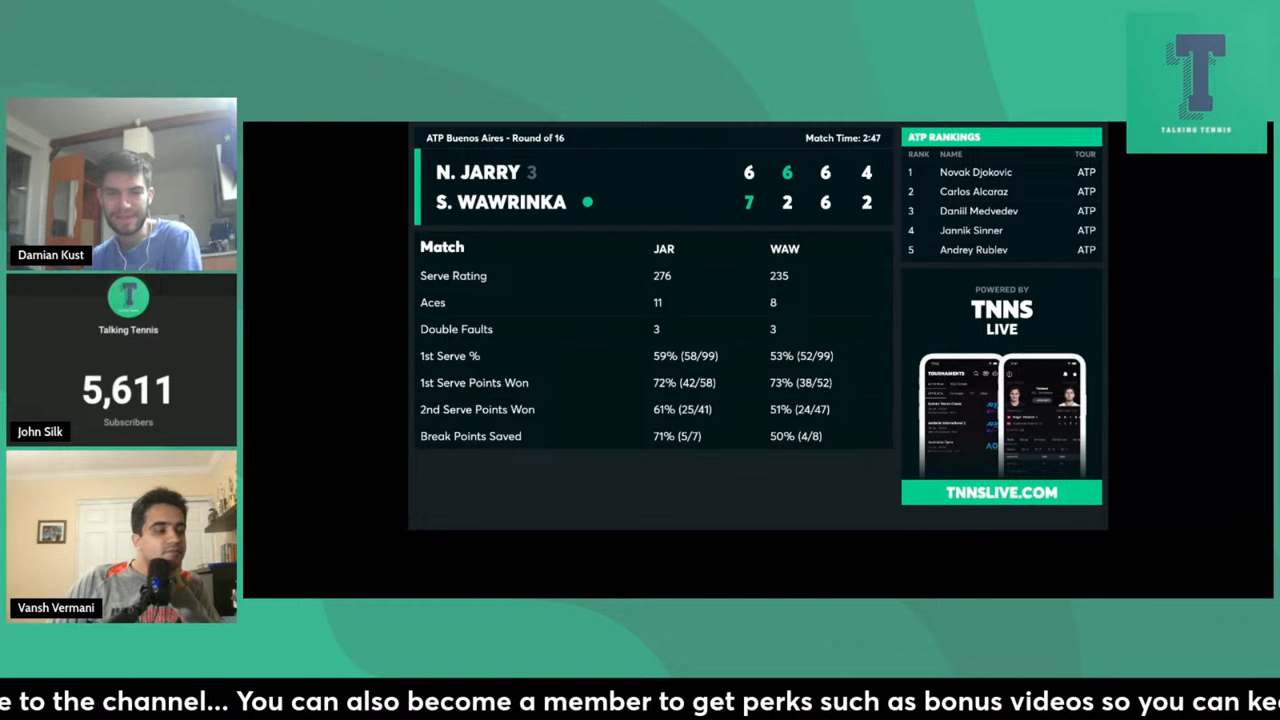 T
TALKING TENNIS
Damian Kust
T
Talking Tennis
5,611
Subscribers
John Silk
Vansh Vermani
ATP Buenos Aires - Round of 16
Match Time: 2:47
N. JARRY 3 6 6 6 4
S. WAWRINKA 7 2 6 2
Match JAR WAW
Serve Rating 276 235
Aces 11 8
Double Faults 3 3
1st Serve % 59% (58/99) 53% (52/99)
1st Serve Points Won 72% (42/58) 73% (38/52)
2nd Serve Points Won 61% (25/41) 51% (24/47)
Break Points Saved 71% (5/7) 50% (4/8)
ATP RANKINGS
RANK NAME TOUR
1 Novak Djokovic ATP
2 Carlos Alcaraz ATP
3 Daniil Medvedev ATP
4 Jannik Sinner ATP
5 Andrey Rublev ATP
POWERED BY
TNNS
LIVE
TOURNAMENTS
TNNSLIVE.COM
e to the channel... You can also become a member to get perks such as bonus videos so you can ke